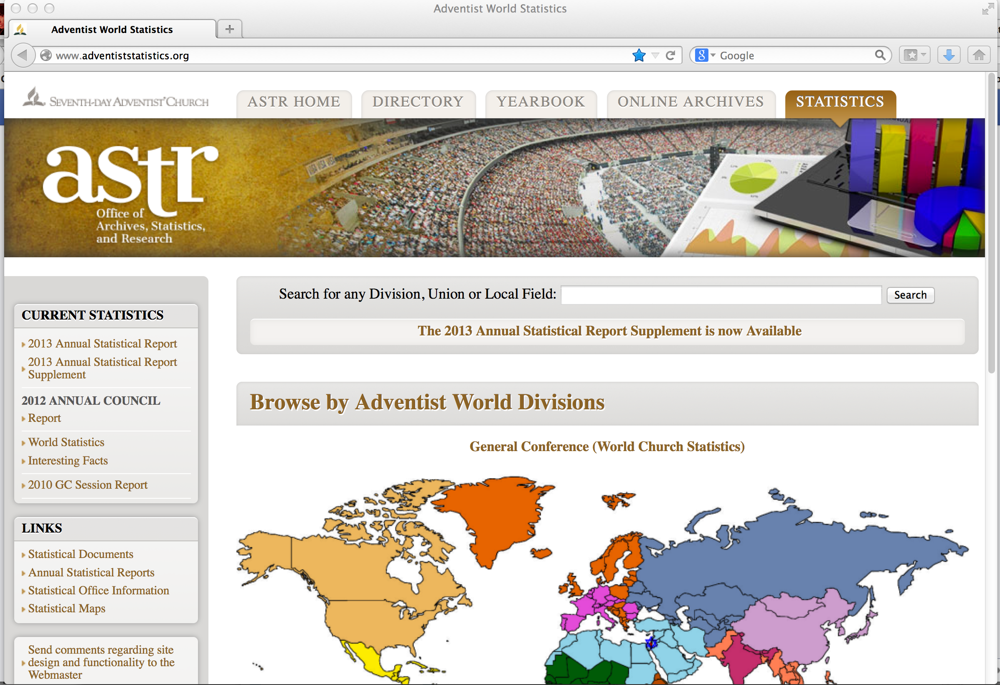 Adventist World Statistics
Adventist World Statistics
www.adventiststatistics.org
Google
SEVENTH-DAY ADVENTIST CHURCH
ASTR HOME
DIRECTORY
YEARBOOK
ONLINE ARCHIVES
STATISTICS
astr
Office of
Archives, Statistics,
and Research
Search for any Division, Union or Local Field:
Search
The 2013 Annual Statistical Report Supplement is now Available
CURRENT STATISTICS
2013 Annual Statistical Report
2013 Annual Statistical Report
Supplement
2012 ANNUAL COUNCIL
Report
World Statistics
Interesting Facts
2010 GC Session Report
LINKS
Statistical Documents
Annual Statistical Reports
Statistical Office Information
Statistical Maps
Send comments regarding site
design and functionality to the
Webmaster
Browse by Adventist World Divisions
General Conference (World Church Statistics)